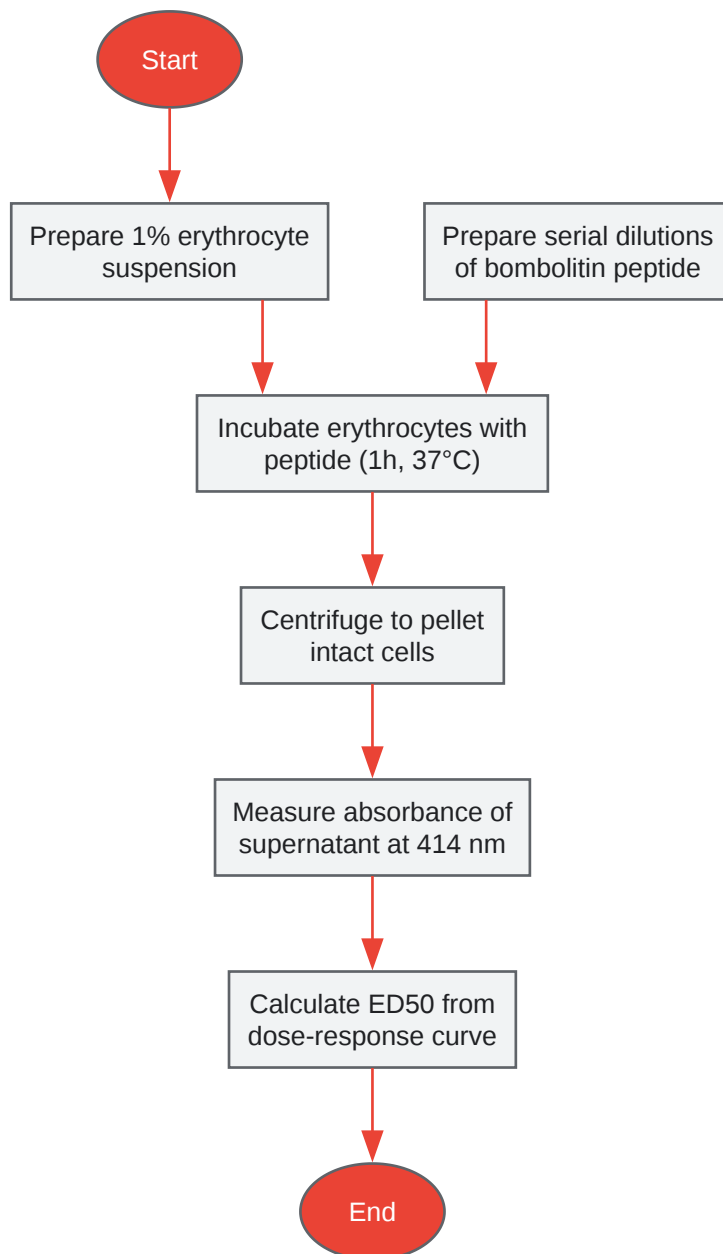 Start
Prepare 1% erythrocyte
suspension
Prepare serial dilutions
of bombolitin peptide
Incubate erythrocytes with
peptide (1h, 37°C)
Centrifuge to pellet
intact cells
Measure absorbance of
supernatant at 414 nm
Calculate ED50 from
dose-response curve
End